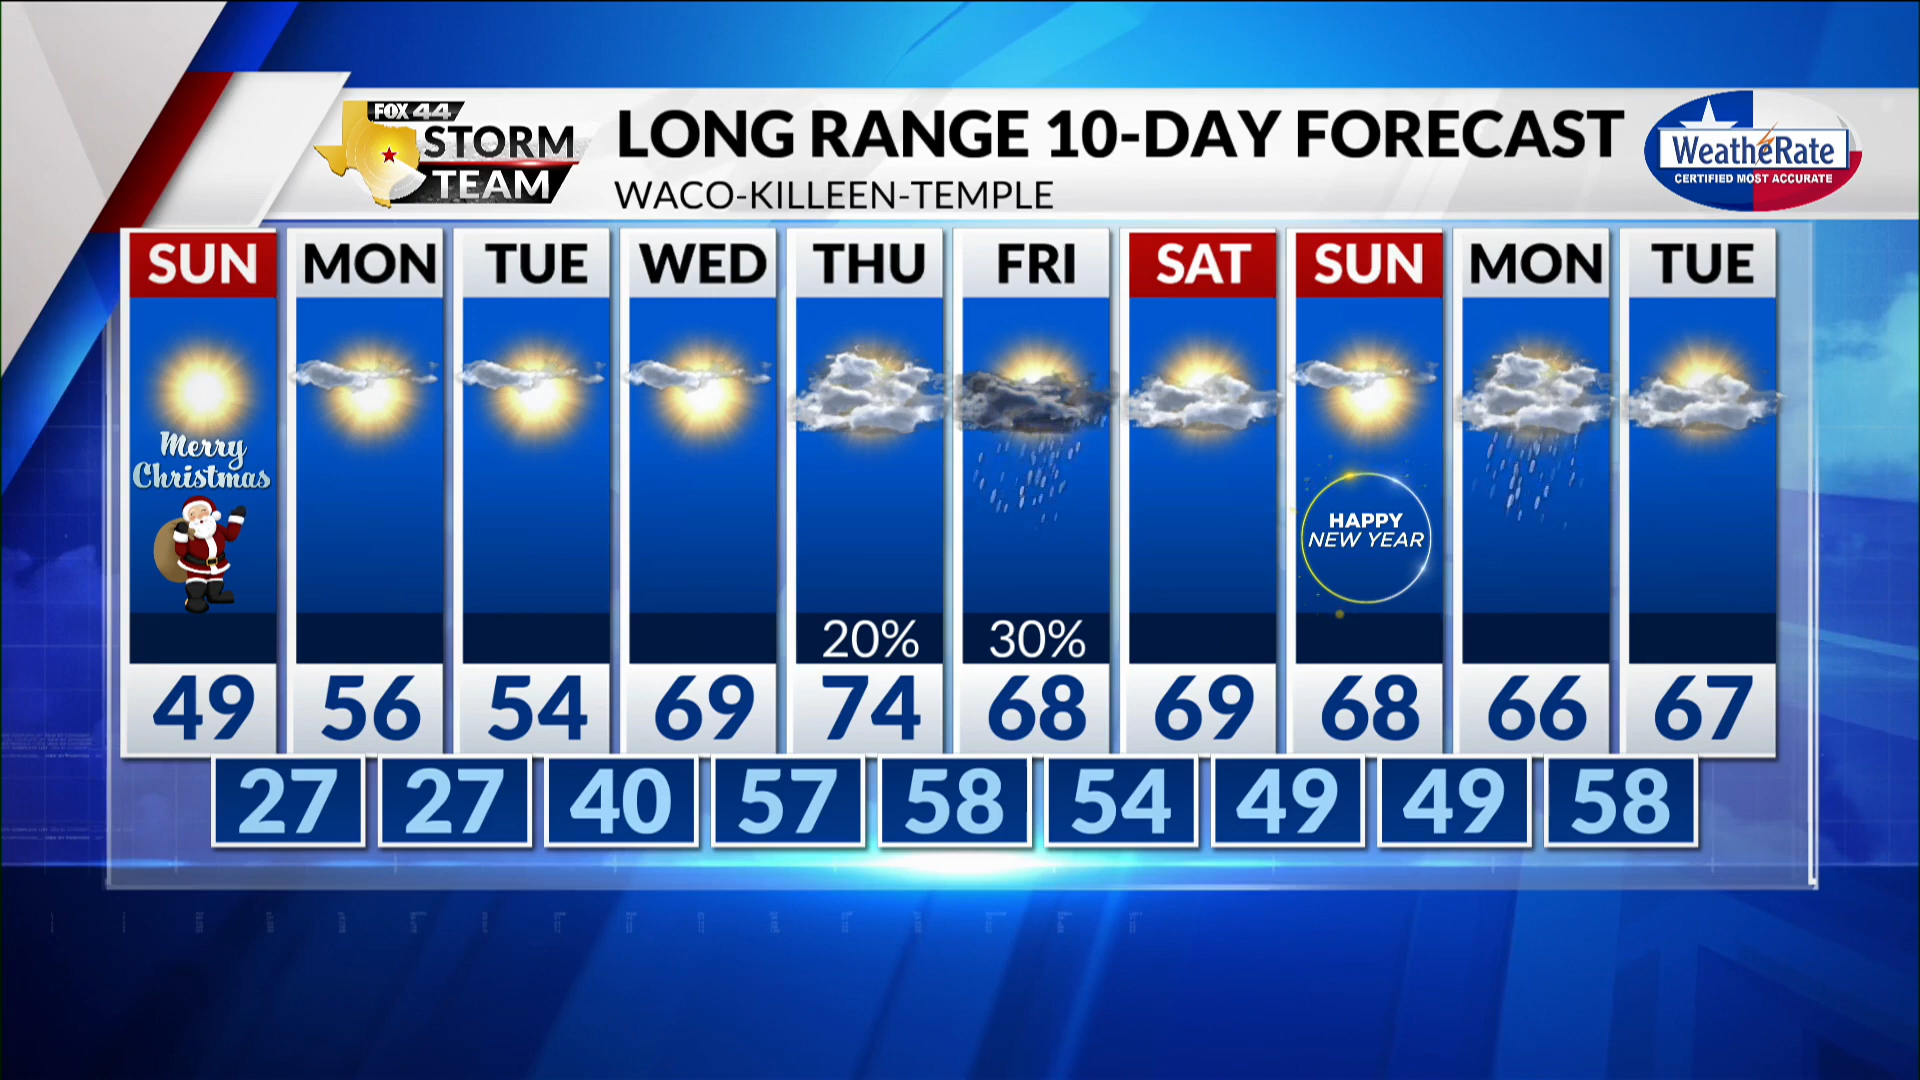 FOX 44
STORM
TEAM
LONG RANGE 10-DAY FORECAST
WACO-KILLEEN-TEMPLE
WeatheRate
CERTIFIED MOST ACCURATE
SUN MON TUE WED THU FRI SAT SUN MON TUE
Merry
Christmas
HAPPY
NEW YEAR
20% 30%
49 56 54 69 74 68 69 68 66 67
27 27 40 57 58 54 49 49 58